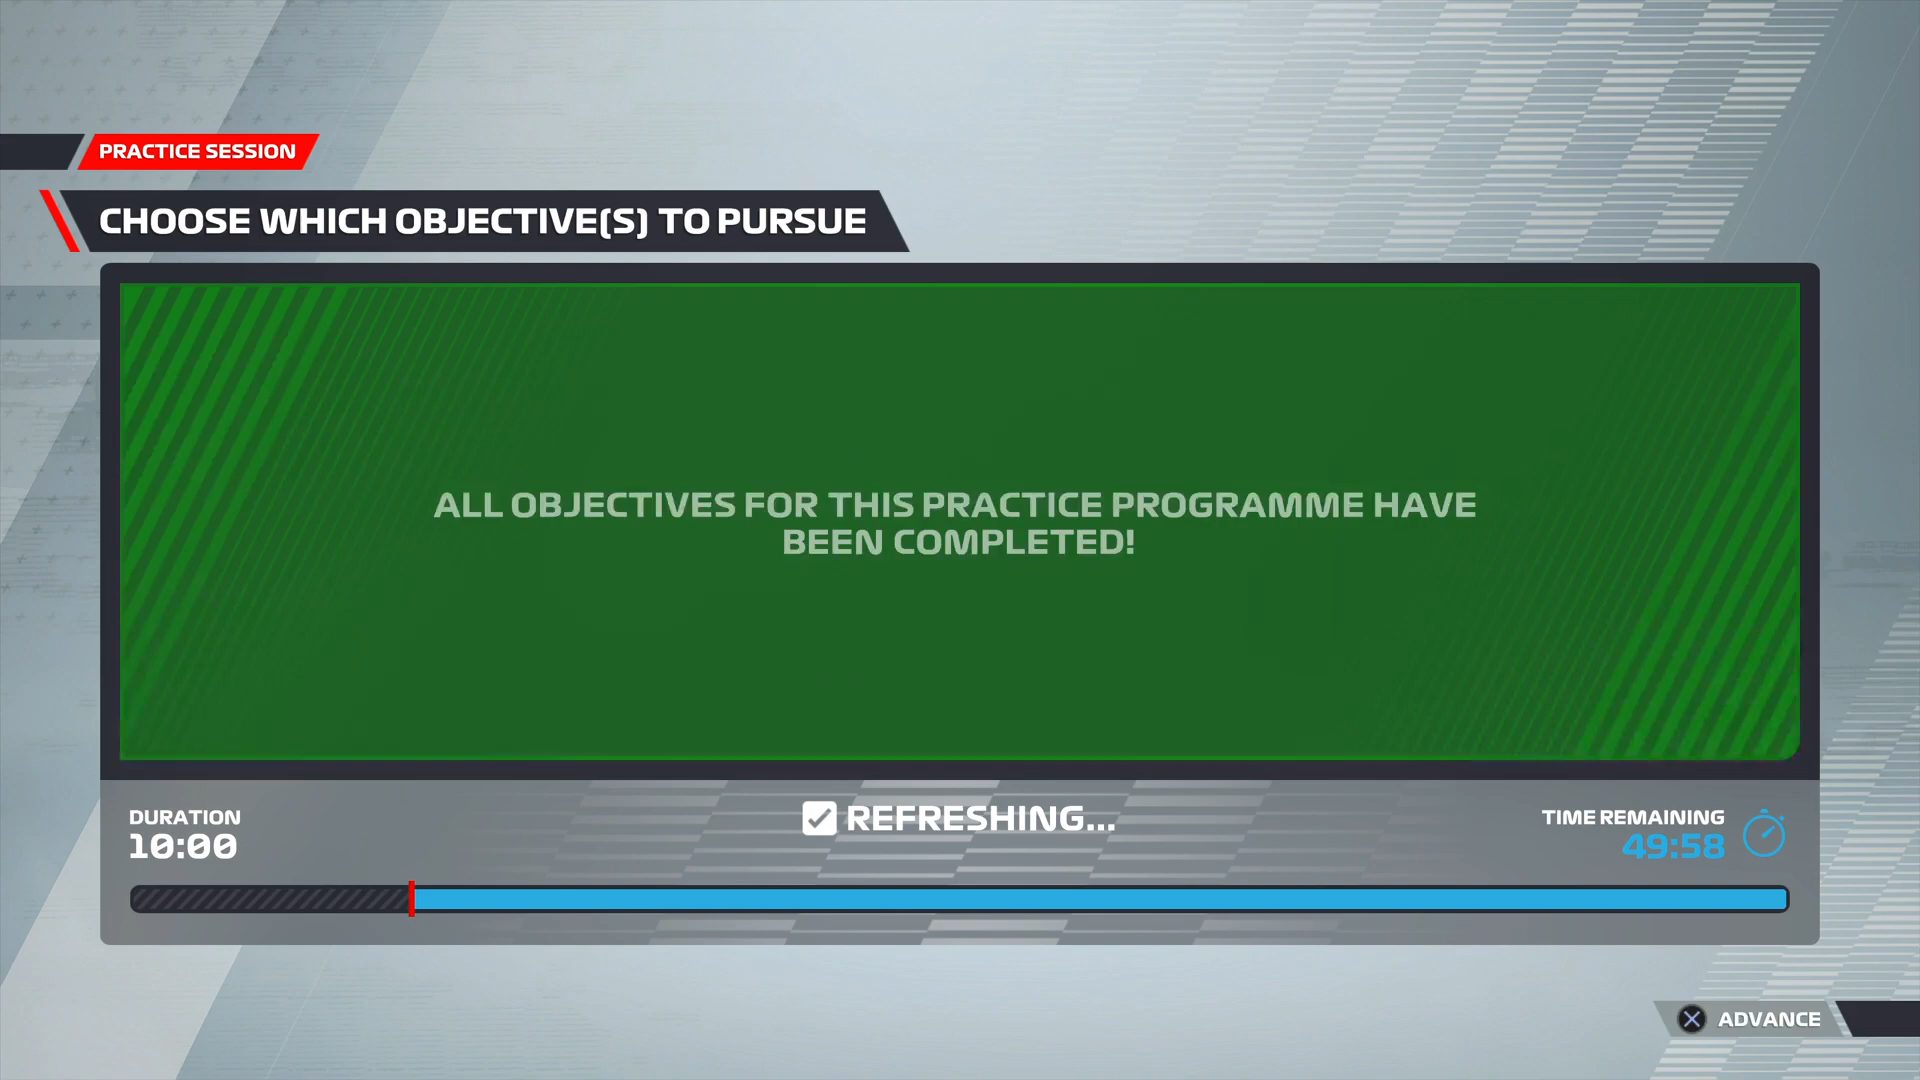 PRACTICE SESSION
CHOOSE WHICH OBJECTIVE(S) TO PURSUE
ALL OBJECTIVES FOR THIS PRACTICE PROGRAMME HAVE
BEEN COMPLETED!
DURATION
10:00
REFRESHING...
TIME REMAINING
49:58
ADVANCE